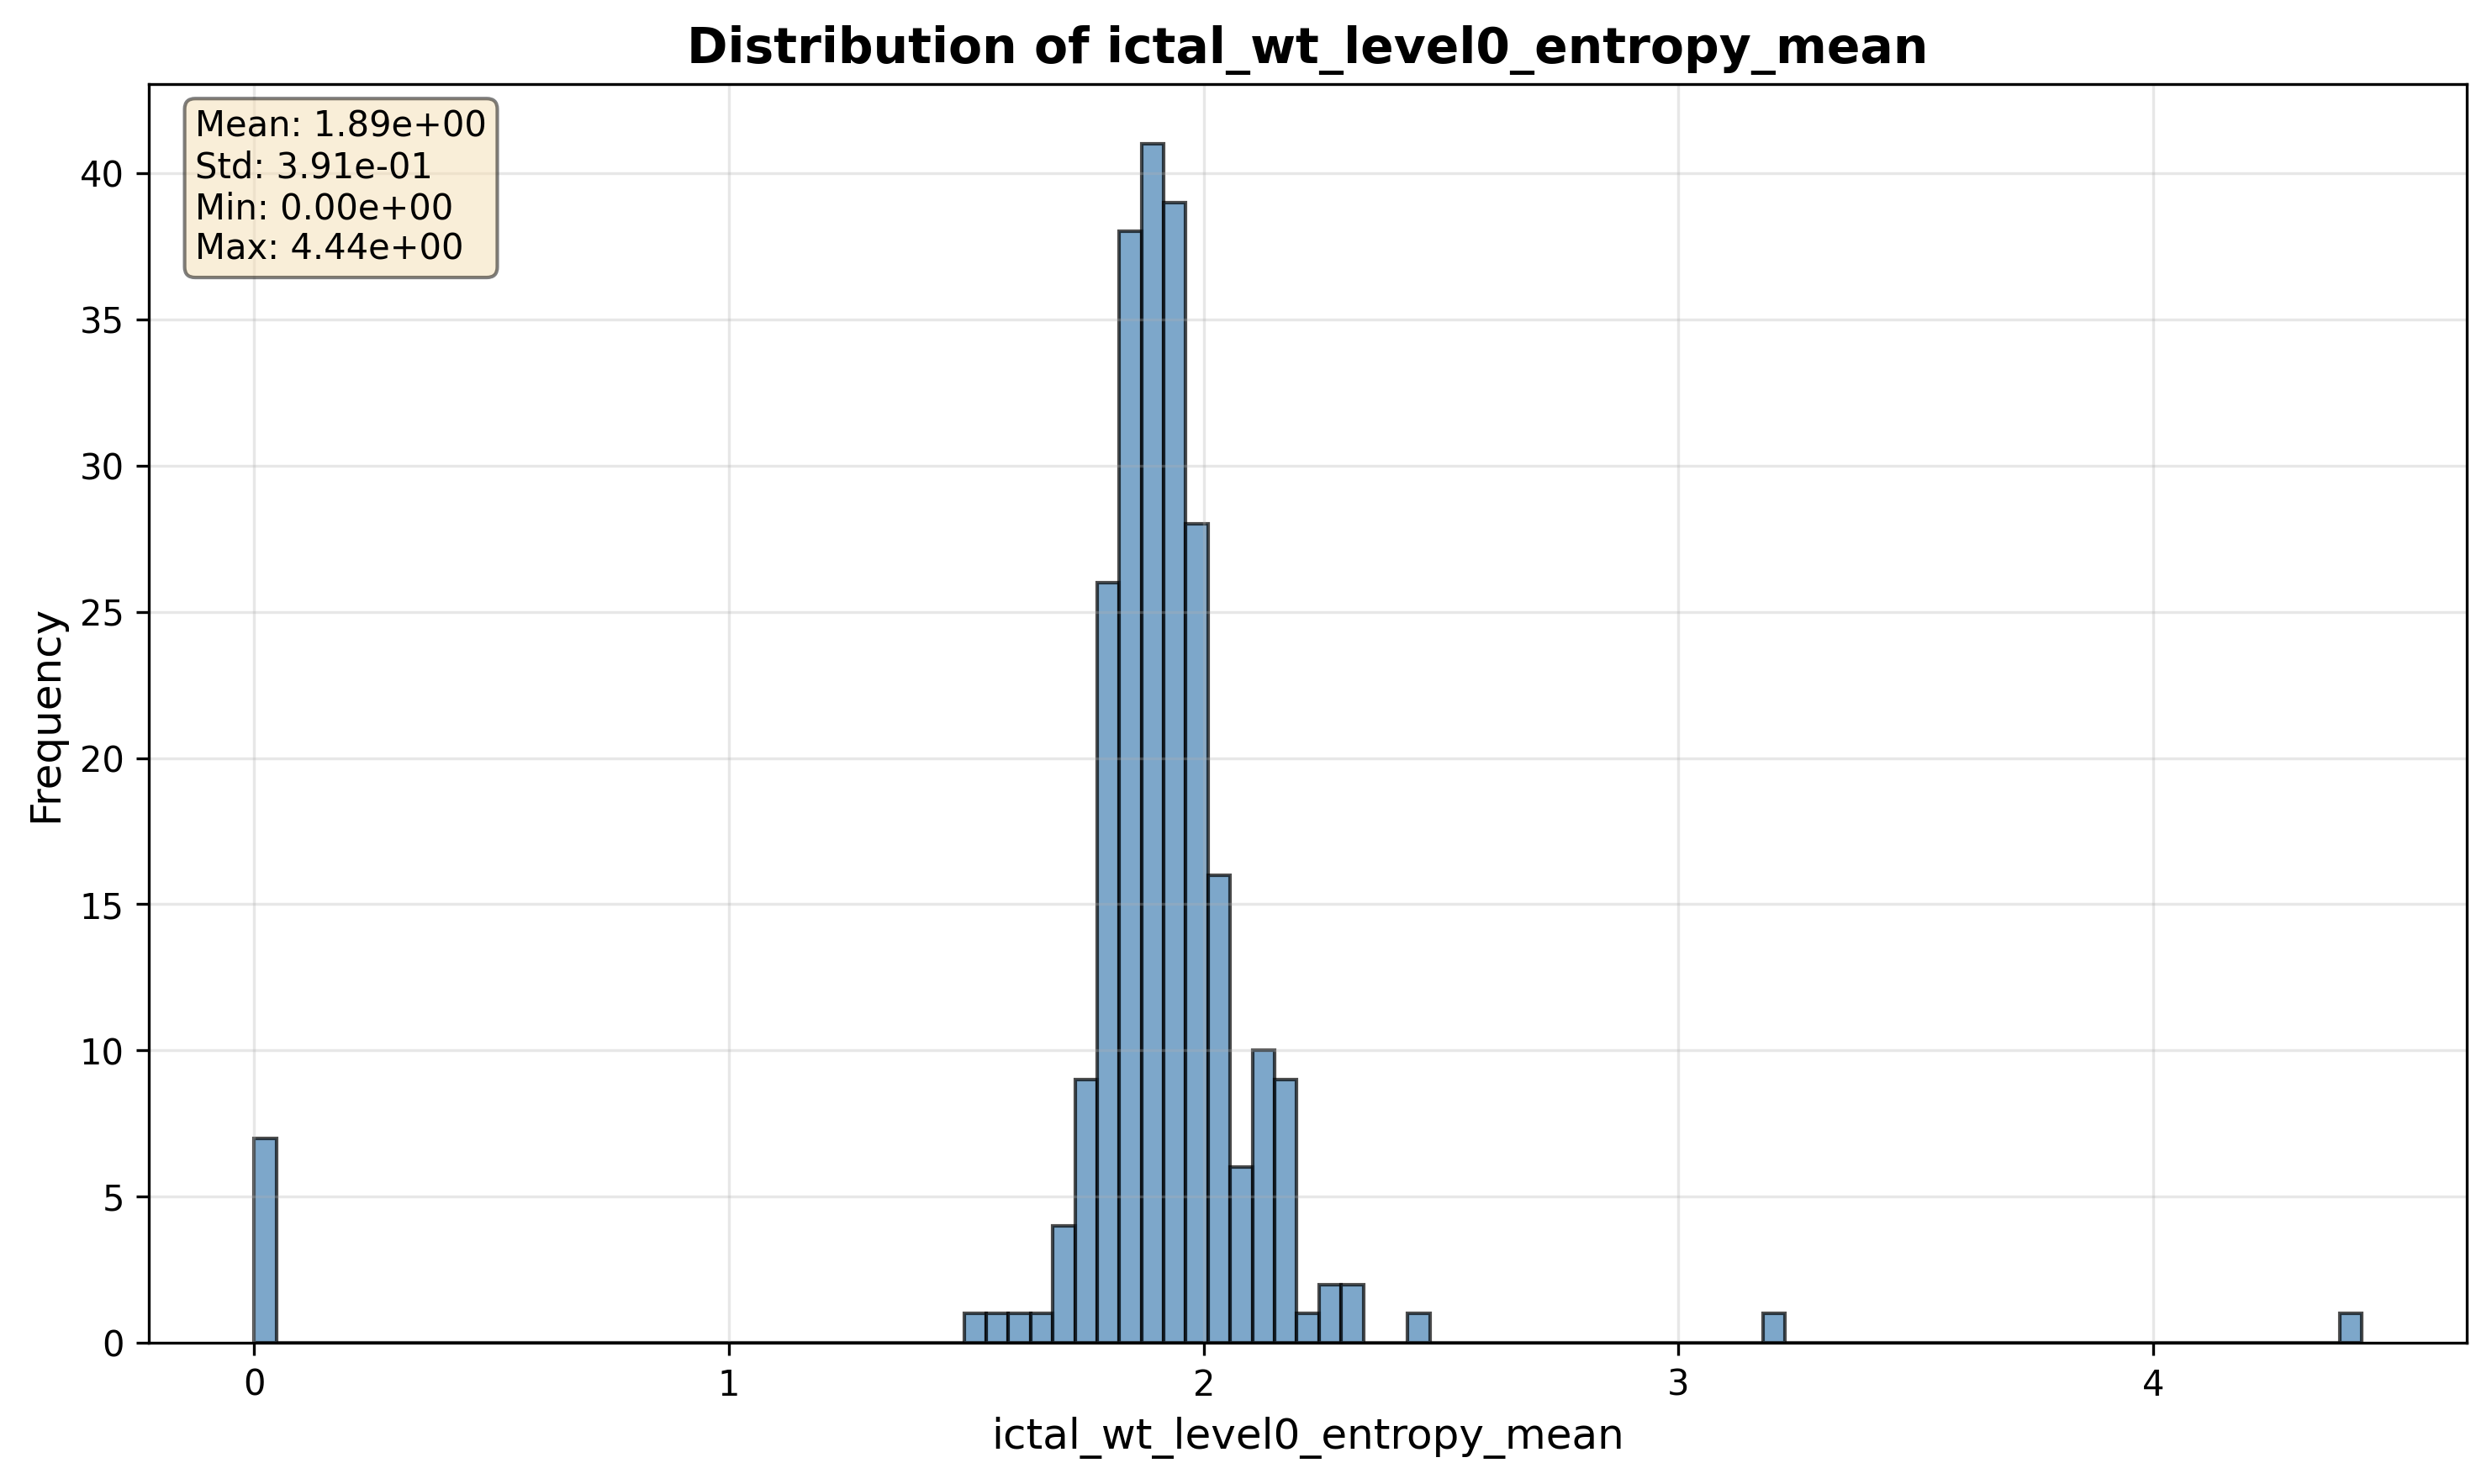 Distribution of ictal_wt_level0_entropy_mean
Mean: 1.89e+00
Std: 3.91e-01
Min: 0.00e+00
Max: 4.44e+00
40
35
30
25
20
15
10
5
0
Frequency
0 1 2 3 4
ictal_wt_level0_entropy_mean